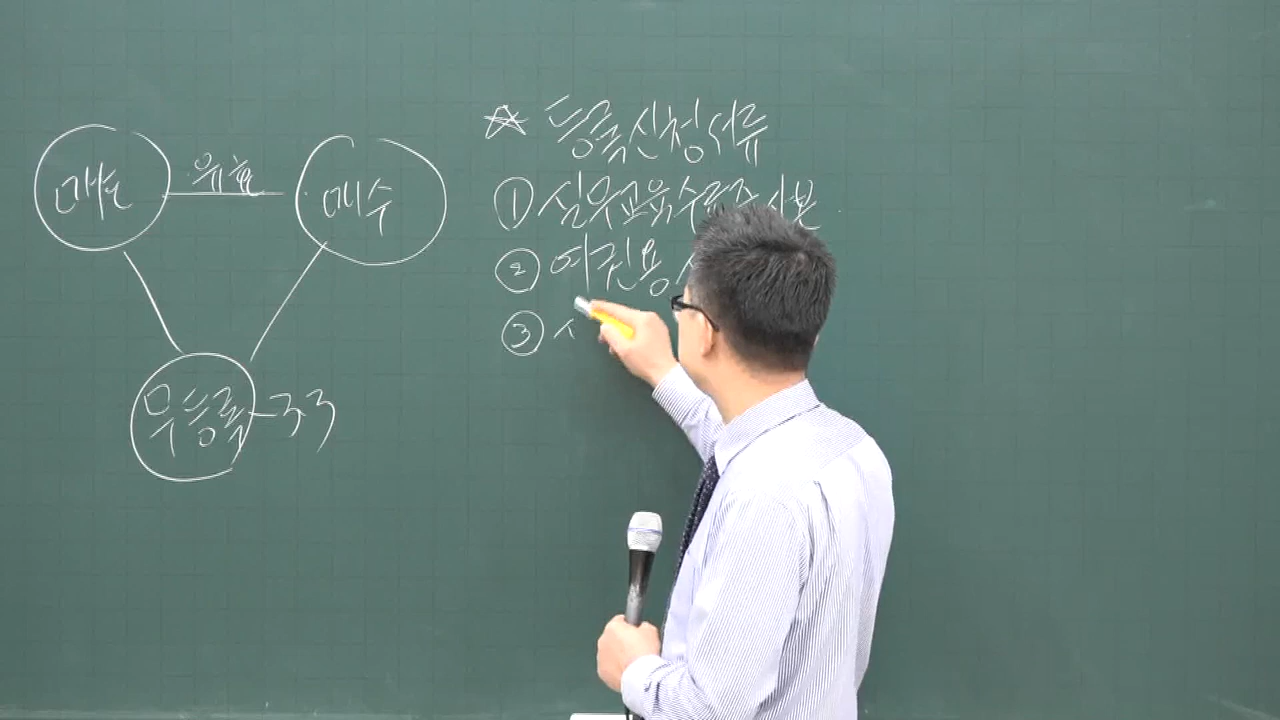 매도
유효
매수
무등록 - 33
☆ 등록신청서류
① 실무교육수료증사본
② 여권용
③